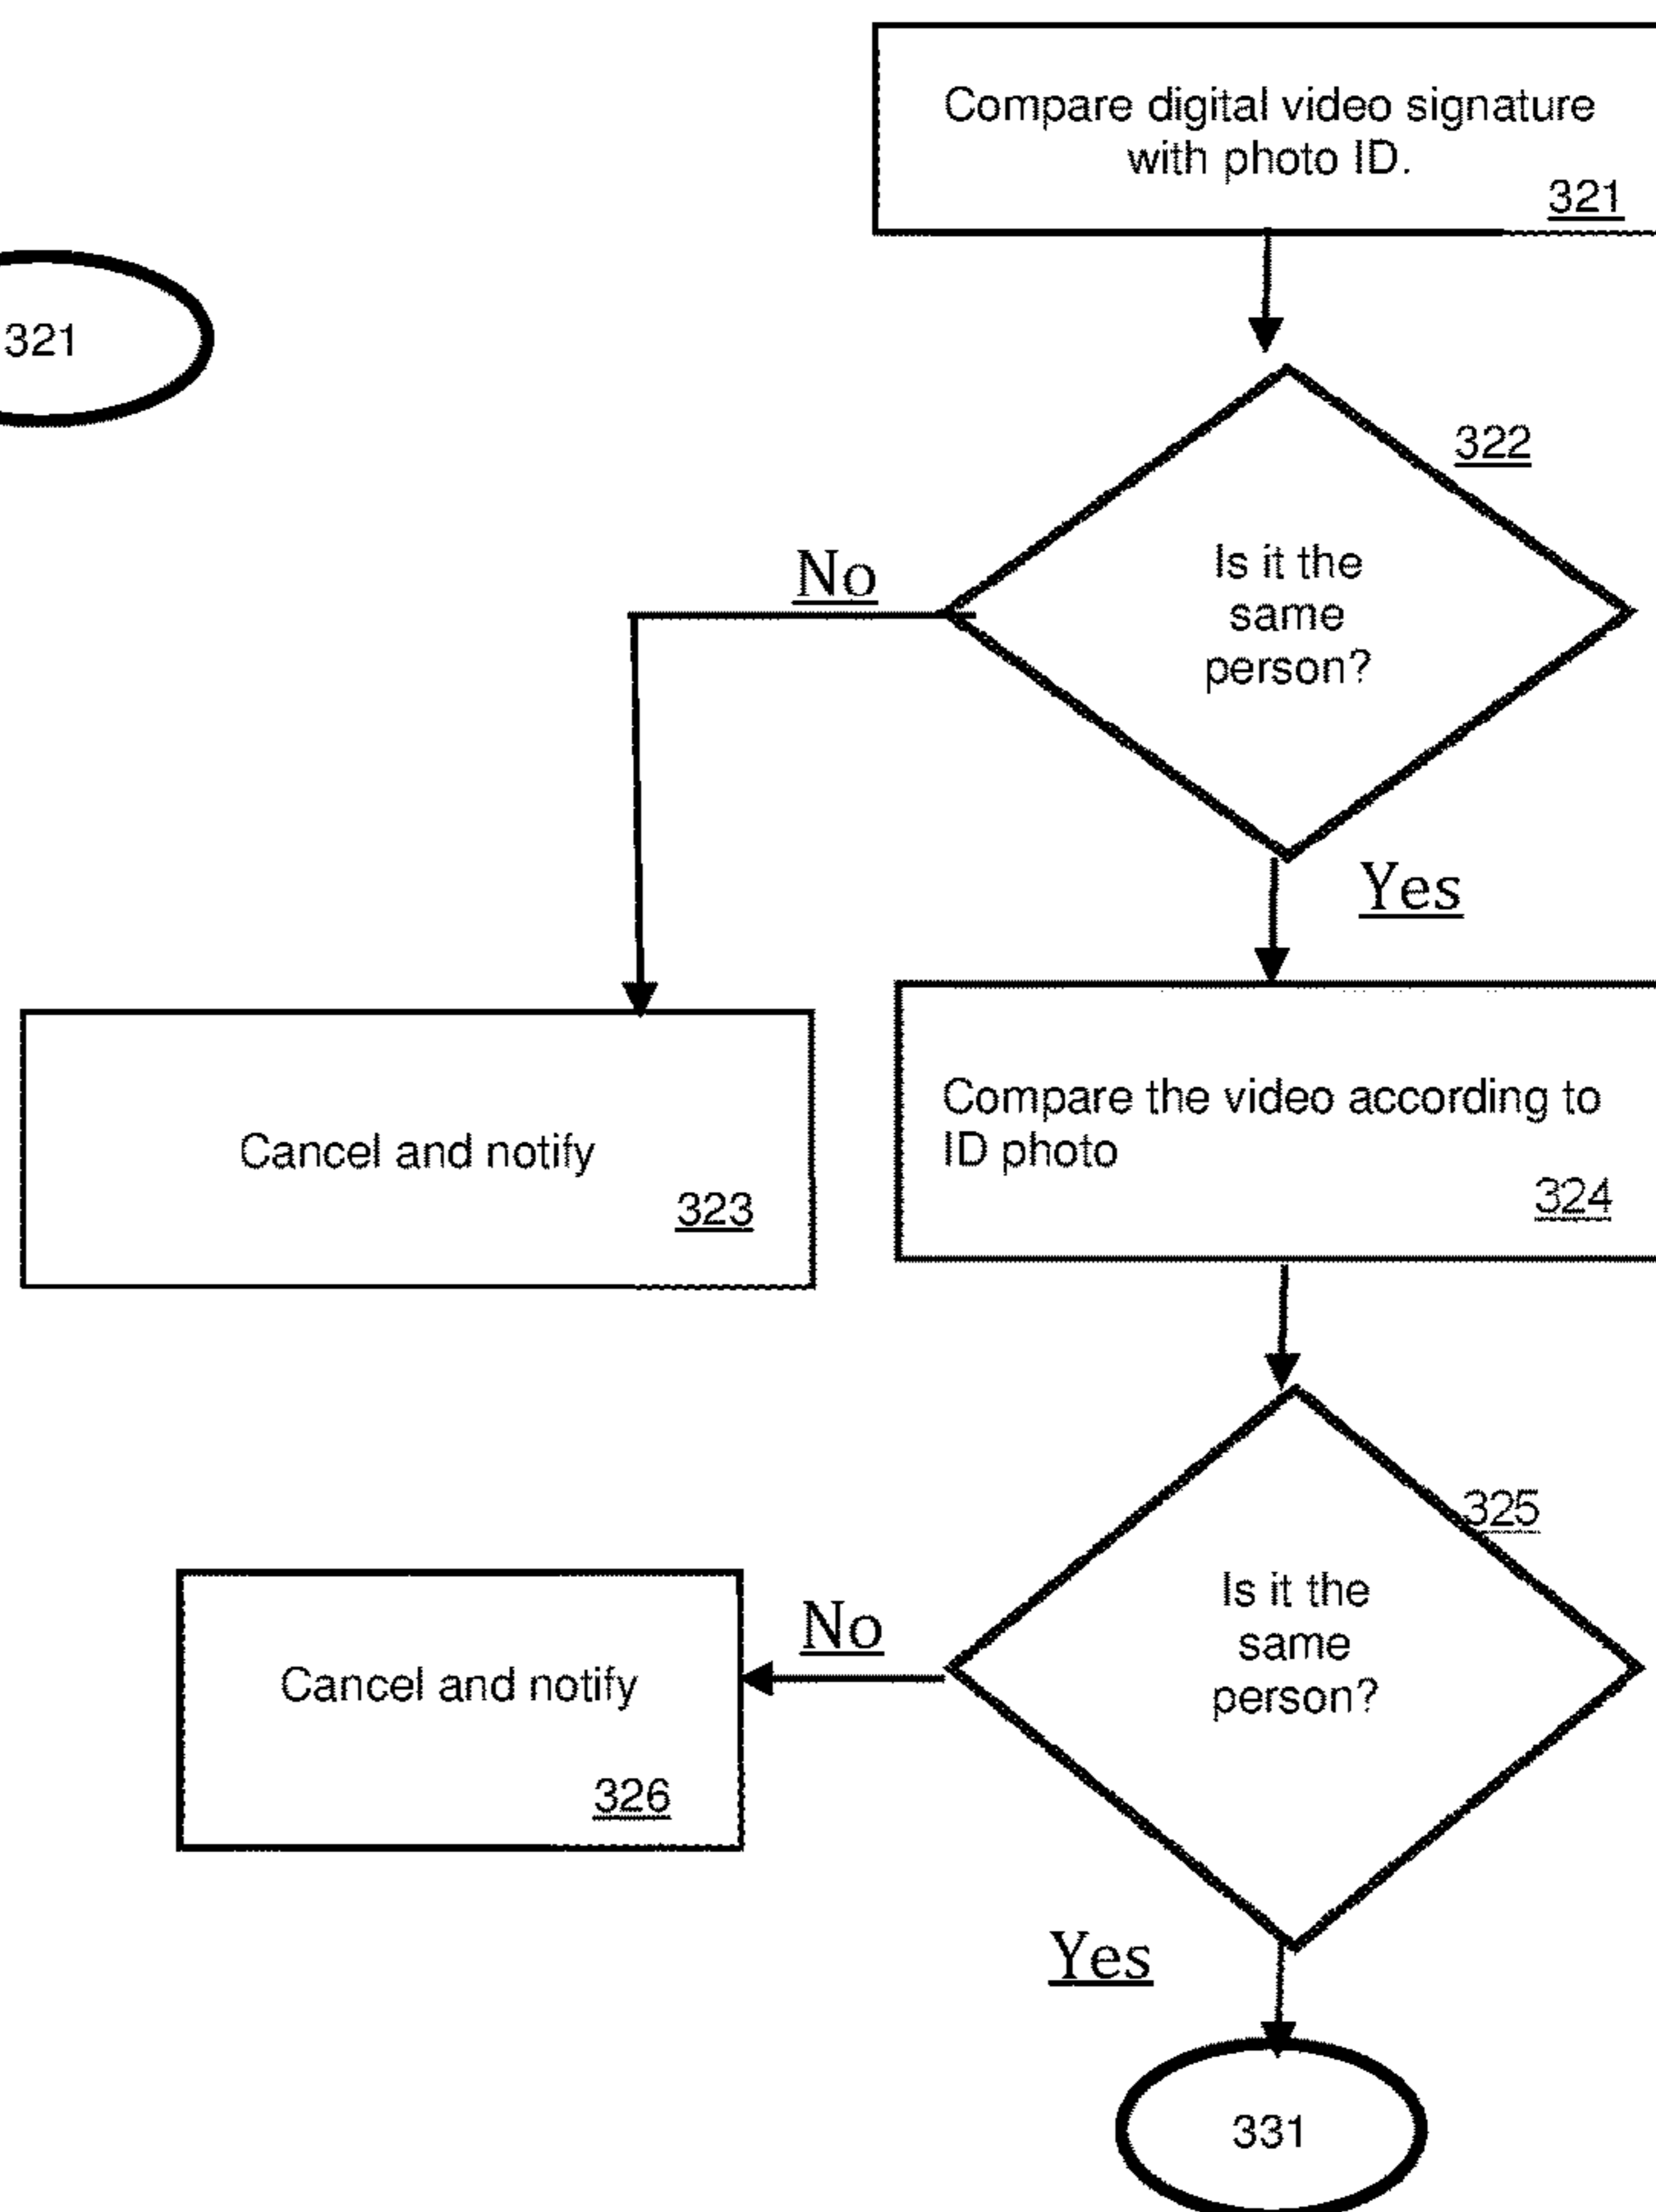 Compare digital video signature
with photo ID.
321
321
322
Is it the
same
person?
No
Yes
Cancel and notify
323
Compare the video according to
ID photo
324
325
Is it the
same
person?
No
Cancel and notify
326
Yes
331